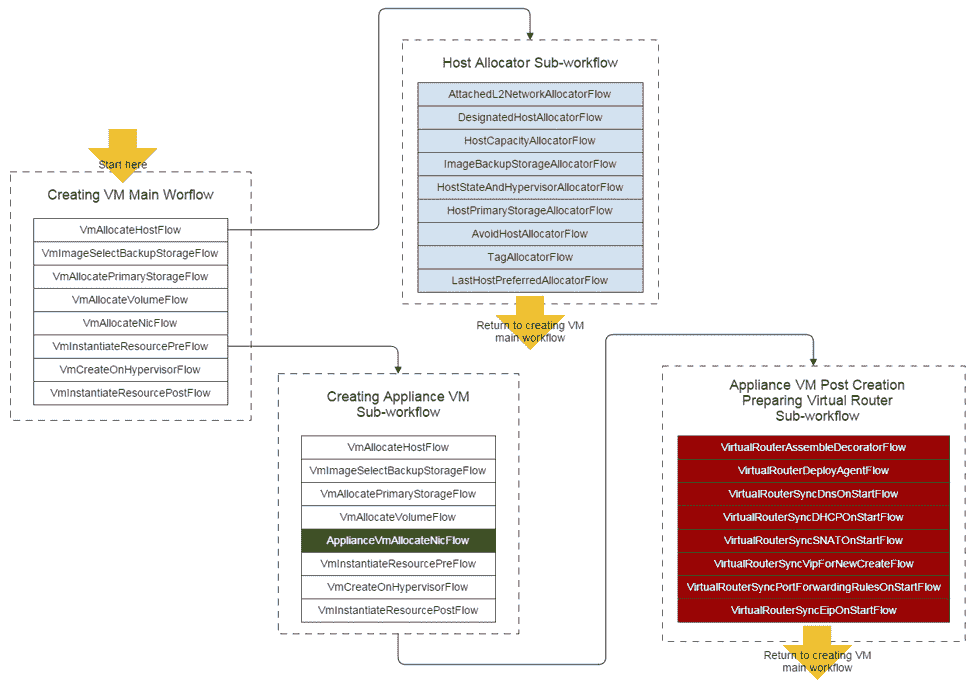 Start here
Creating VM Main Worflow
VmAllocateHostFlow
VmImageSelectBackupStorageFlow
VmAllocatePrimaryStorageFlow
VmAllocateVolumeFlow
VmAllocateNicFlow
VmInstantiateResourcePreFlow
VmCreateOnHypervisorFlow
VmInstantiateResourcePostFlow
Host Allocator Sub-workflow
AttachedL2NetworkAllocatorFlow
DesignatedHostAllocatorFlow
HostCapacityAllocatorFlow
ImageBackupStorageAllocatorFlow
HostStateAndHypervisorAllocatorFlow
HostPrimaryStorageAllocatorFlow
AvoidHostAllocatorFlow
TagAllocatorFlow
LastHostPreferredAllocatorFlow
Return to creating VM
main workflow
Creating Appliance VM
Sub-workflow
VmAllocateHostFlow
VmImageSelectBackupStorageFlow
VmAllocatePrimaryStorageFlow
VmAllocateVolumeFlow
ApplianceVmAllocateNicFlow
VmInstantiateResourcePreFlow
VmCreateOnHypervisorFlow
VmInstantiateResourcePostFlow
Appliance VM Post Creation
Preparing Virtual Router
Sub-workflow
VirtualRouterAssembleDecoratorFlow
VirtualRouterDeployAgentFlow
VirtualRouterSyncDnsOnStartFlow
VirtualRouterSyncDHCPOnStartFlow
VirtualRouterSyncSNATOnStartFlow
VirtualRouterSyncVipForNewCreateFlow
VirtualRouterSyncPortForwardingRulesOnStartFlow
VirtualRouterSyncEipOnStartFlow
Return to creating VM
main workflow